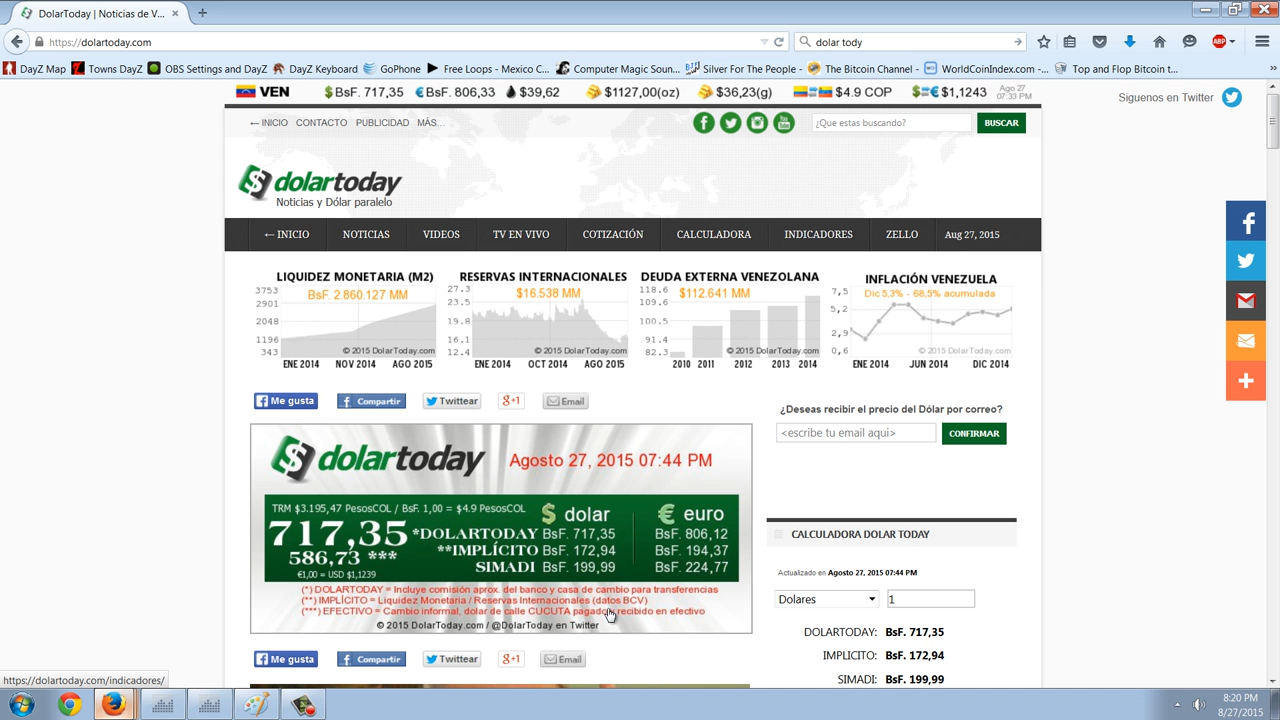 DolarToday | Noticias de V...
https://dolartoday.com
dolar tody
DayZ Map Towns DayZ OBS Settings and DayZ DayZ Keyboard GoPhone Free Loops - Mexico C... Computer Magic Soun... Silver For The People - ... The Bitcoin Channel - ... WorldCoinIndex.com -... Top and Flop Bitcoin t...
VEN $ BsF. 717,35 € BsF. 806,33 $39,62 $1127,00(oz) $36,23(g) $4.9 COP $ € $1,1243 Ago 27 07:33 PM
Siguenos en Twitter
← INICIO CONTACTO PUBLICIDAD MÁS...
¿Que estas buscando? BUSCAR
dolartoday
Noticias y Dólar paralelo
← INICIO NOTICIAS VIDEOS TV EN VIVO COTIZACIÓN CALCULADORA INDICADORES ZELLO Aug 27, 2015
LIQUIDEZ MONETARIA (M2)
BsF. 2.860.127 MM
3753
2901
2048
1196
343
© 2015 DolarToday.com
ENE 2014 NOV 2014 AGO 2015
RESERVAS INTERNACIONALES
$16.538 MM
27.3
23.5
19.8
16.1
12.4
© 2015 DolarToday.com
ENE 2014 OCT 2014 AGO 2015
DEUDA EXTERNA VENEZOLANA
$112.641 MM
118.6
109.6
100.5
91.4
82.3
© 2015 DolarToday.com
2010 2011 2012 2013 2014
INFLACIÓN VENEZUELA
Dic 5,3% - 68,5% acumulada
7,5
5,2
2,9
0,6
© 2015 DolarToday.com
ENE 2014 JUN 2014 DIC 2014
Me gusta Compartir Twittear g+1 Email
¿Deseas recibir el precio del Dólar por correo?
<escribe tu email aqui> CONFIRMAR
dolartoday Agosto 27, 2015 07:44 PM
TRM $3.195,47 PesosCOL / BsF. 1,00 = $4.9 PesosCOL
$ dolar € euro
717,35 *DOLARTODAY BsF. 717,35 BsF. 806,12
586,73 *** **IMPLÍCITO BsF. 172,94 BsF. 194,37
€1,00 = USD $1,1239 SIMADI BsF. 199,99 BsF. 224,77
(*) DOLARTODAY = Incluye comisión aprox. del banco y casa de cambio para transferencias
(**) IMPLÍCITO = Liquidez Monetaria / Reservas Internacionales (datos BCV)
(***) EFECTIVO = Cambio informal, dolar de calle CUCUTA pagado recibido en efectivo
© 2015 DolarToday.com / @DolarToday en Twitter
CALCULADORA DOLAR TODAY
Actualizado en Agosto 27, 2015 07:44 PM
Dolares 1
DOLARTODAY: BsF. 717,35
IMPLICITO: BsF. 172,94
SIMADI: BsF. 199,99
Me gusta Compartir Twittear g+1 Email
https://dolartoday.com/indicadores/
8:20 PM
8/27/2015